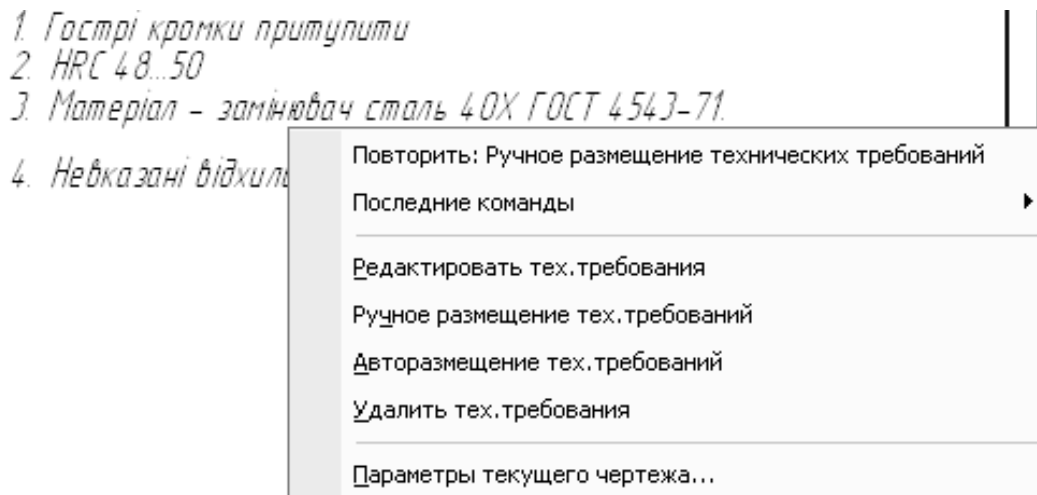 1. Гострі кромки притупити
2. HRC 48...50
3. Матеріал – замінювач сталь 40Х ГОСТ 4543-71.
4. Невказані
Повторить: Ручное размещение технических требований
Последние команды
Редактировать тех.требования
Ручное размещение тех.требований
Авторазмещение тех.требований
Удалить тех.требования
Параметры текущего чертежа...